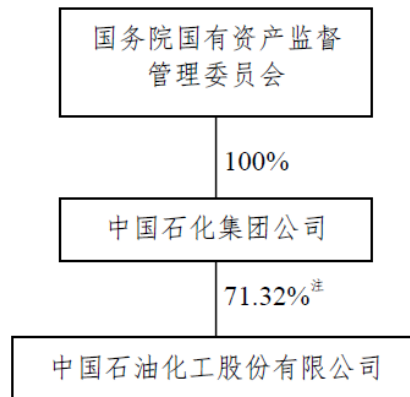 国务院国有资产监督
管理委员会
100%
中国石化集团公司
71.32%注
中国石油化工股份有限公司